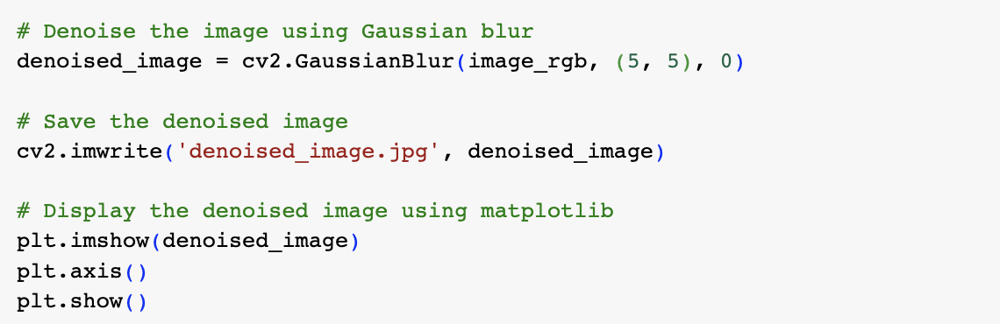 # Denoise the image using Gaussian blur
denoised_image = cv2.GaussianBlur(image_rgb, (5, 5), 0)
# Save the denoised image
cv2.imwrite('denoised_image.jpg', denoised_image)
# Display the denoised image using matplotlib
plt.imshow(denoised_image)
plt.axis()
plt.show()